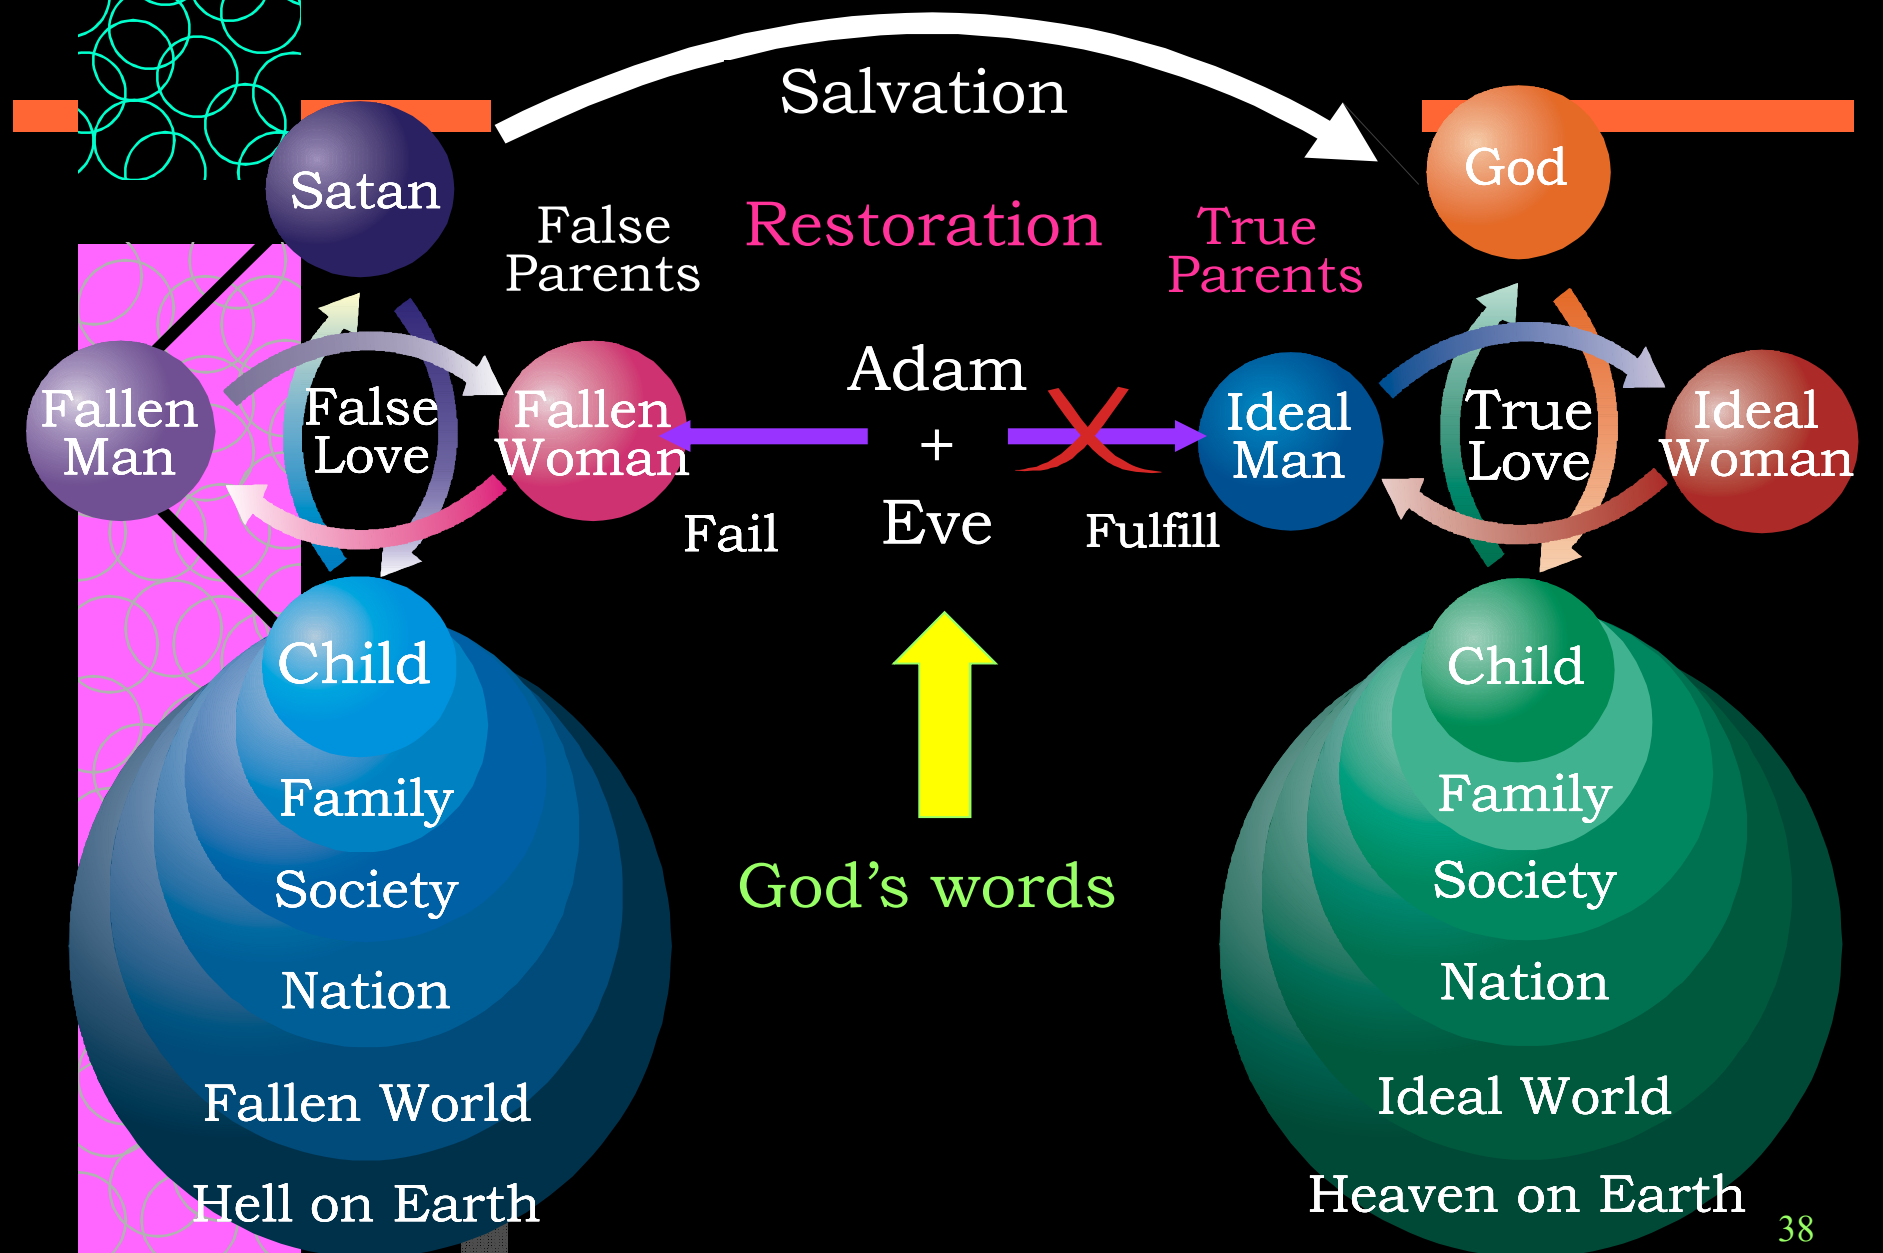 Salvation
Satan
God
False
Parents
Restoration
True
Parents
Fallen
Man
False
Love
Fallen
Woman
Adam
+
Eve
Fail
Fulfill
Ideal
Man
True
Love
Ideal
Woman
Child
Family
Society
Nation
Fallen World
Hell on Earth
God’s words
Child
Family
Society
Nation
Ideal World
Heaven on Earth
38